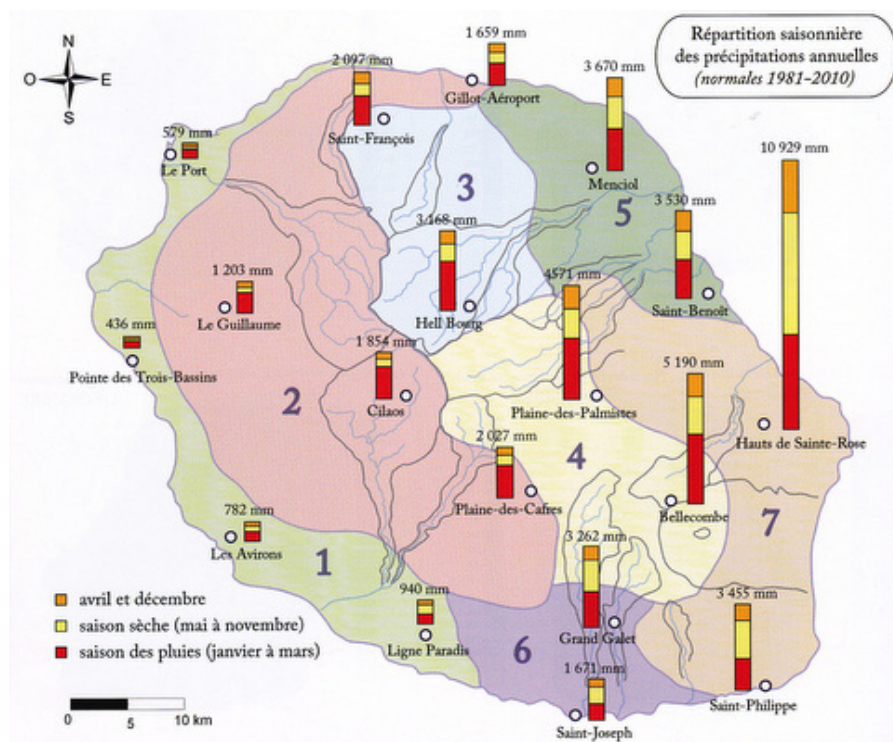 Répartition saisonnière
des précipitations annuelles
(normales 1981-2010)
N
O
E
S
1 659 mm
Gillot-Aéroport
2 097 mm
Saint-François
3 670 mm
Menciol
579 mm
Le Port
10 929 mm
Hauts de Sainte-Rose
3
5
3 168 mm
Hell Bourg
3 530 mm
Saint-Benoît
1 203 mm
Le Guillaume
4571 mm
Plaine-des-Palmistes
436 mm
Pointe des Trois-Bassins
1 854 mm
Cilaos
5 190 mm
Bellecombe
2
4
2 027 mm
Plaine-des-Cafres
7
782 mm
Les Avirons
1
3 262 mm
Grand Galet
940 mm
Ligne Paradis
6
3 455 mm
Saint-Philippe
1 671 mm
Saint-Joseph
avril et décembre
saison sèche (mai à novembre)
saison des pluies (janvier à mars)
0 5 10 km